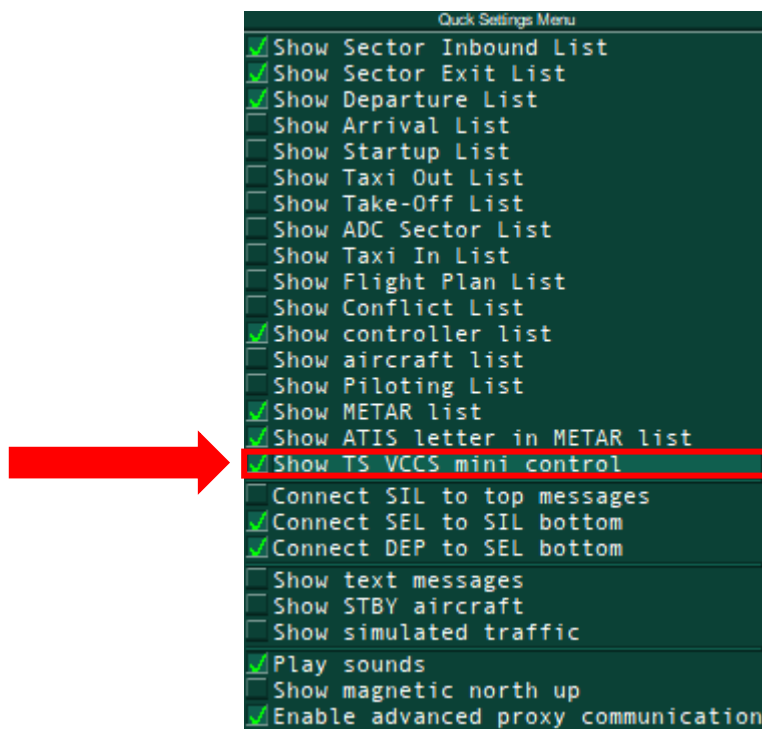 Quck Settings Menu
Show Sector Inbound List
Show Sector Exit List
Show Departure List
Show Arrival List
Show Startup List
Show Taxi Out List
Show Take-Off List
Show ADC Sector List
Show Taxi In List
Show Flight Plan List
Show Conflict List
Show controller list
Show aircraft list
Show Piloting List
Show METAR list
Show ATIS letter in METAR list
Show TS VCCS mini control
Connect SIL to top messages
Connect SEL to SIL bottom
Connect DEP to SEL bottom
Show text messages
Show STBY aircraft
Show simulated traffic
Play sounds
Show magnetic north up
Enable advanced proxy communication